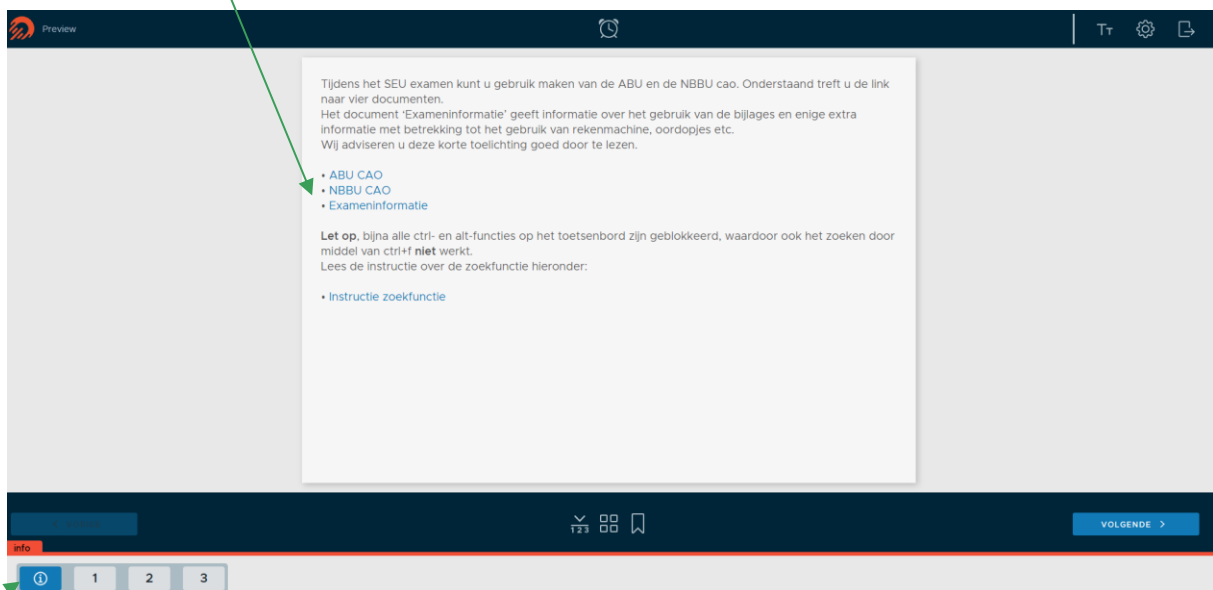 Preview
Tт
Tijdens het SEU examen kunt u gebruik maken van de ABU en de NBBU cao. Onderstaand treft u de link
naar vier documenten.
Het document 'Exameninformatie' geeft informatie over het gebruik van de bijlages en enige extra
informatie met betrekking tot het gebruik van rekenmachine, oordopjes etc.
Wij adviseren u deze korte toelichting goed door te lezen.
• ABU CAO
• NBBU CAO
• Exameninformatie
Let op, bijna alle ctrl- en alt-functies op het toetsenbord zijn geblokkeerd, waardoor ook het zoeken door
middel van ctrl+f niet werkt.
Lees de instructie over de zoekfunctie hieronder:
• Instructie zoekfunctie
123
VOLGENDE >
info
1 2 3